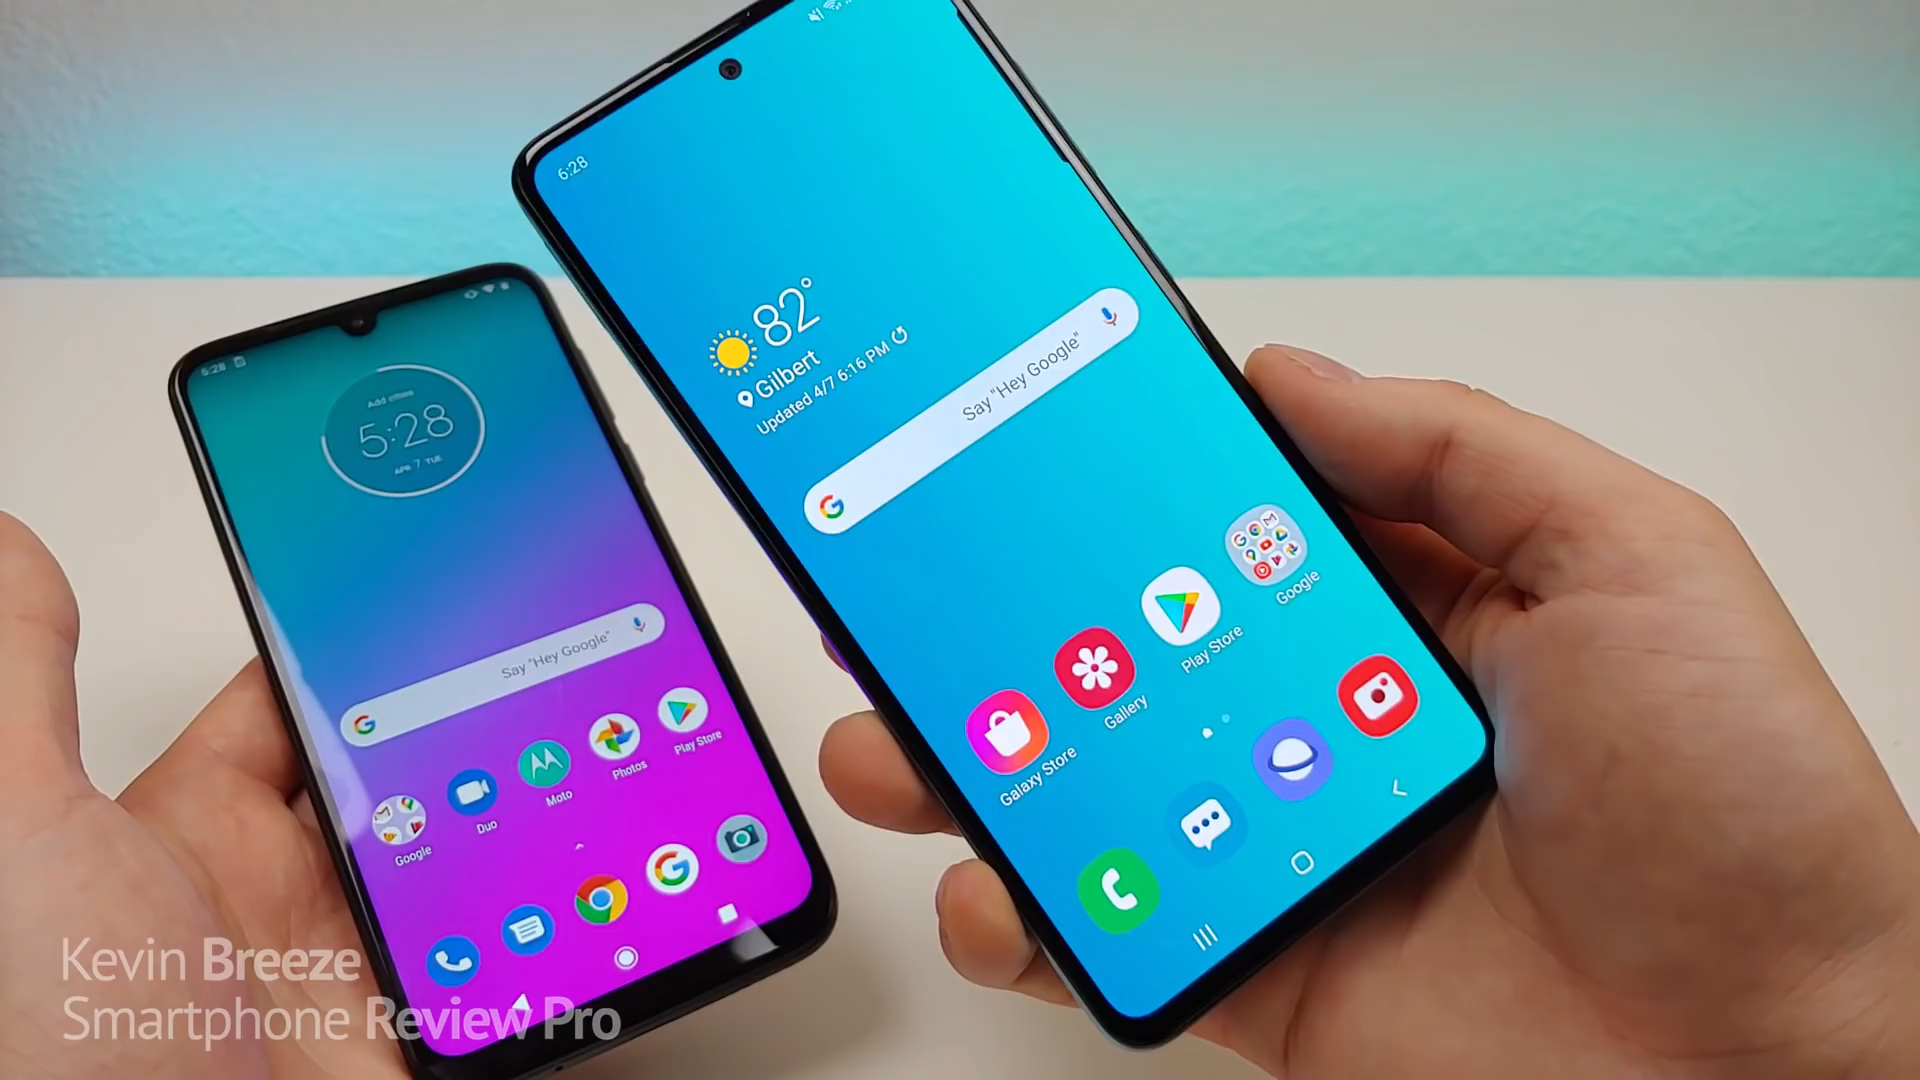 6:28
82°
Gilbert
Updated 4/7 6:16 PM
Say "Hey Google"
Google
Play Store
Gallery
Galaxy Store
5:28
Add cities
5:28
APR 7 TUE
Say "Hey Google"
Play Store
Photos
Moto
Duo
Google
Kevin Breeze
Smartphone Review Pro